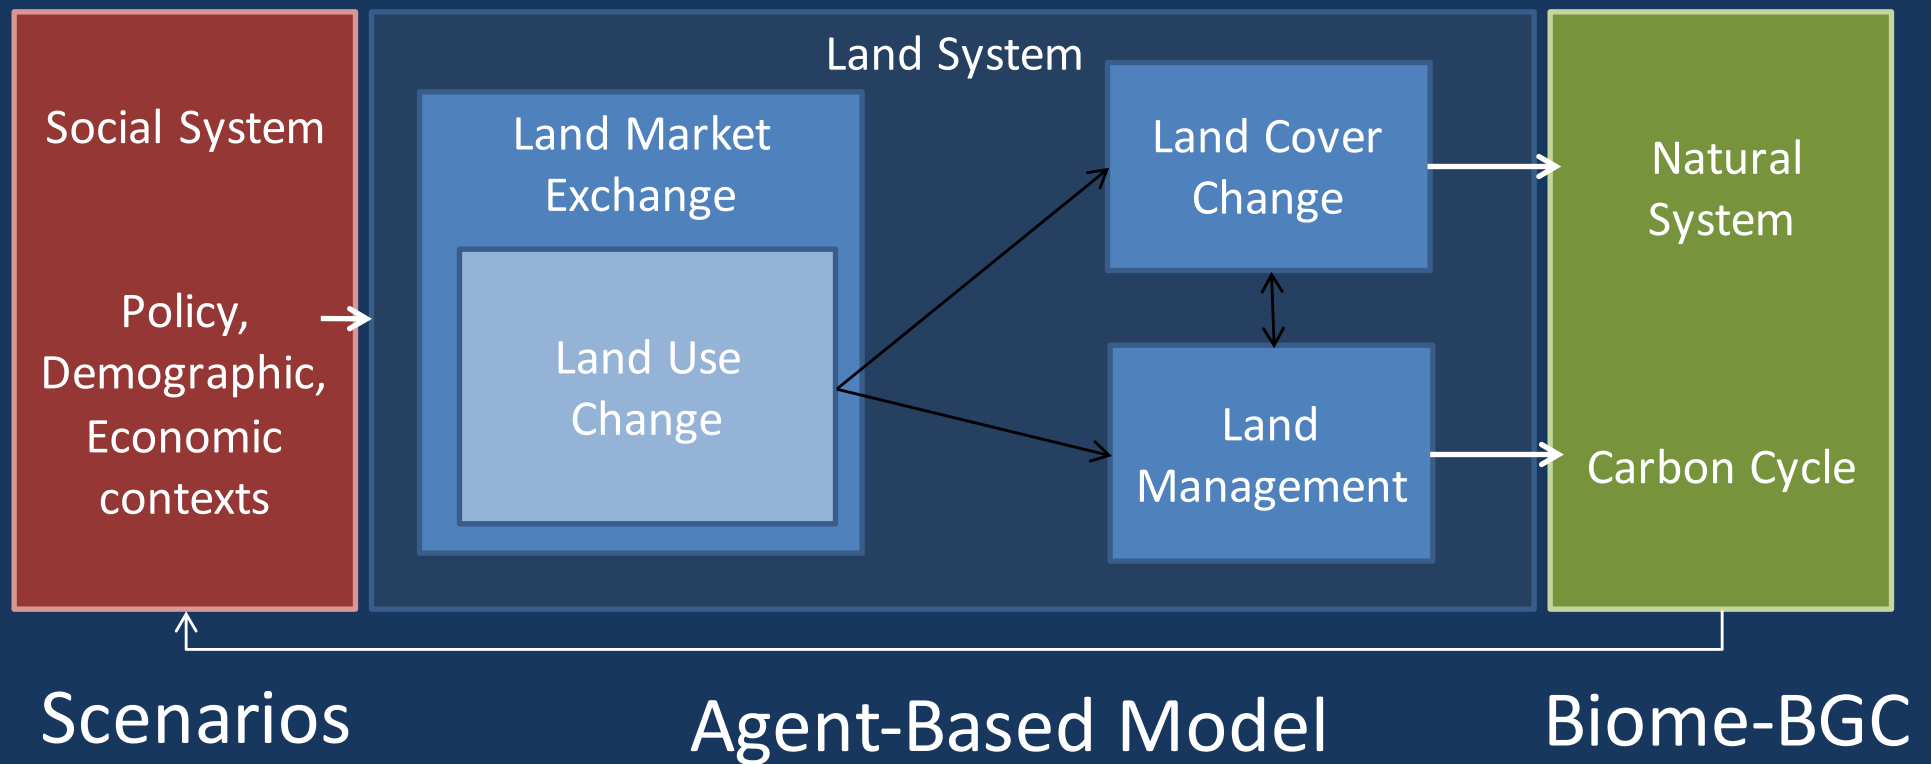 Social System
Policy,
Demographic,
Economic
contexts
Land System
Land Market
Exchange
Land Use
Change
Land Cover
Change
Land
Management
Natural
System
Carbon Cycle
Scenarios
Agent-Based Model
Biome-BGC